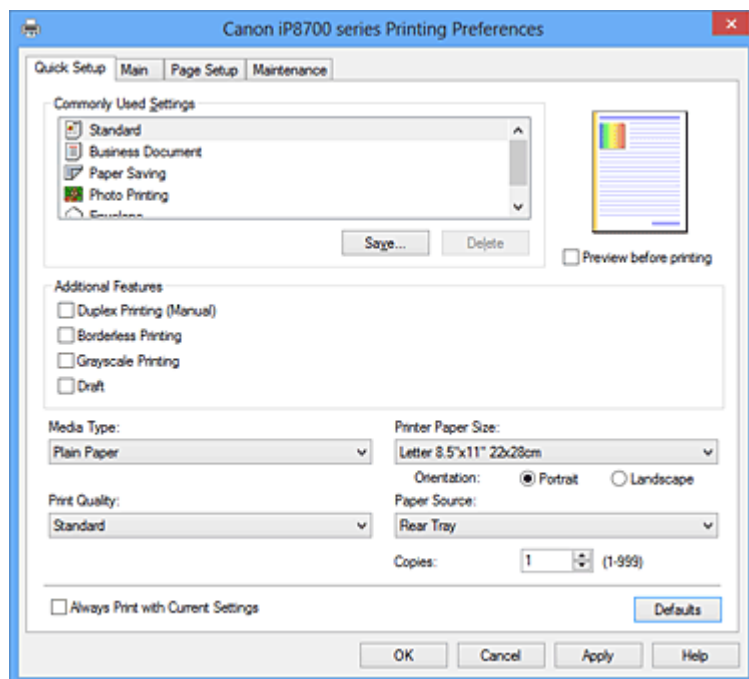 Canon iP8700 series Printing Preferences
Quick Setup Main Page Setup Maintenance
Commonly Used Settings
Standard
Business Document
Paper Saving
Photo Printing
Envelope
Save... Delete
Preview before printing
Addtional Features
Duplex Printing (Manual)
Borderless Printing
Grayscale Printing
Draft
Media Type: Printer Paper Size:
Plain Paper Letter 8.5"x11" 22x28cm
Orientation: Portrait Landscape
Print Quality: Paper Source:
Standard Rear Tray
Copies: 1 (1-999)
Always Print with Current Settings Defaults
OK Cancel Apply Help